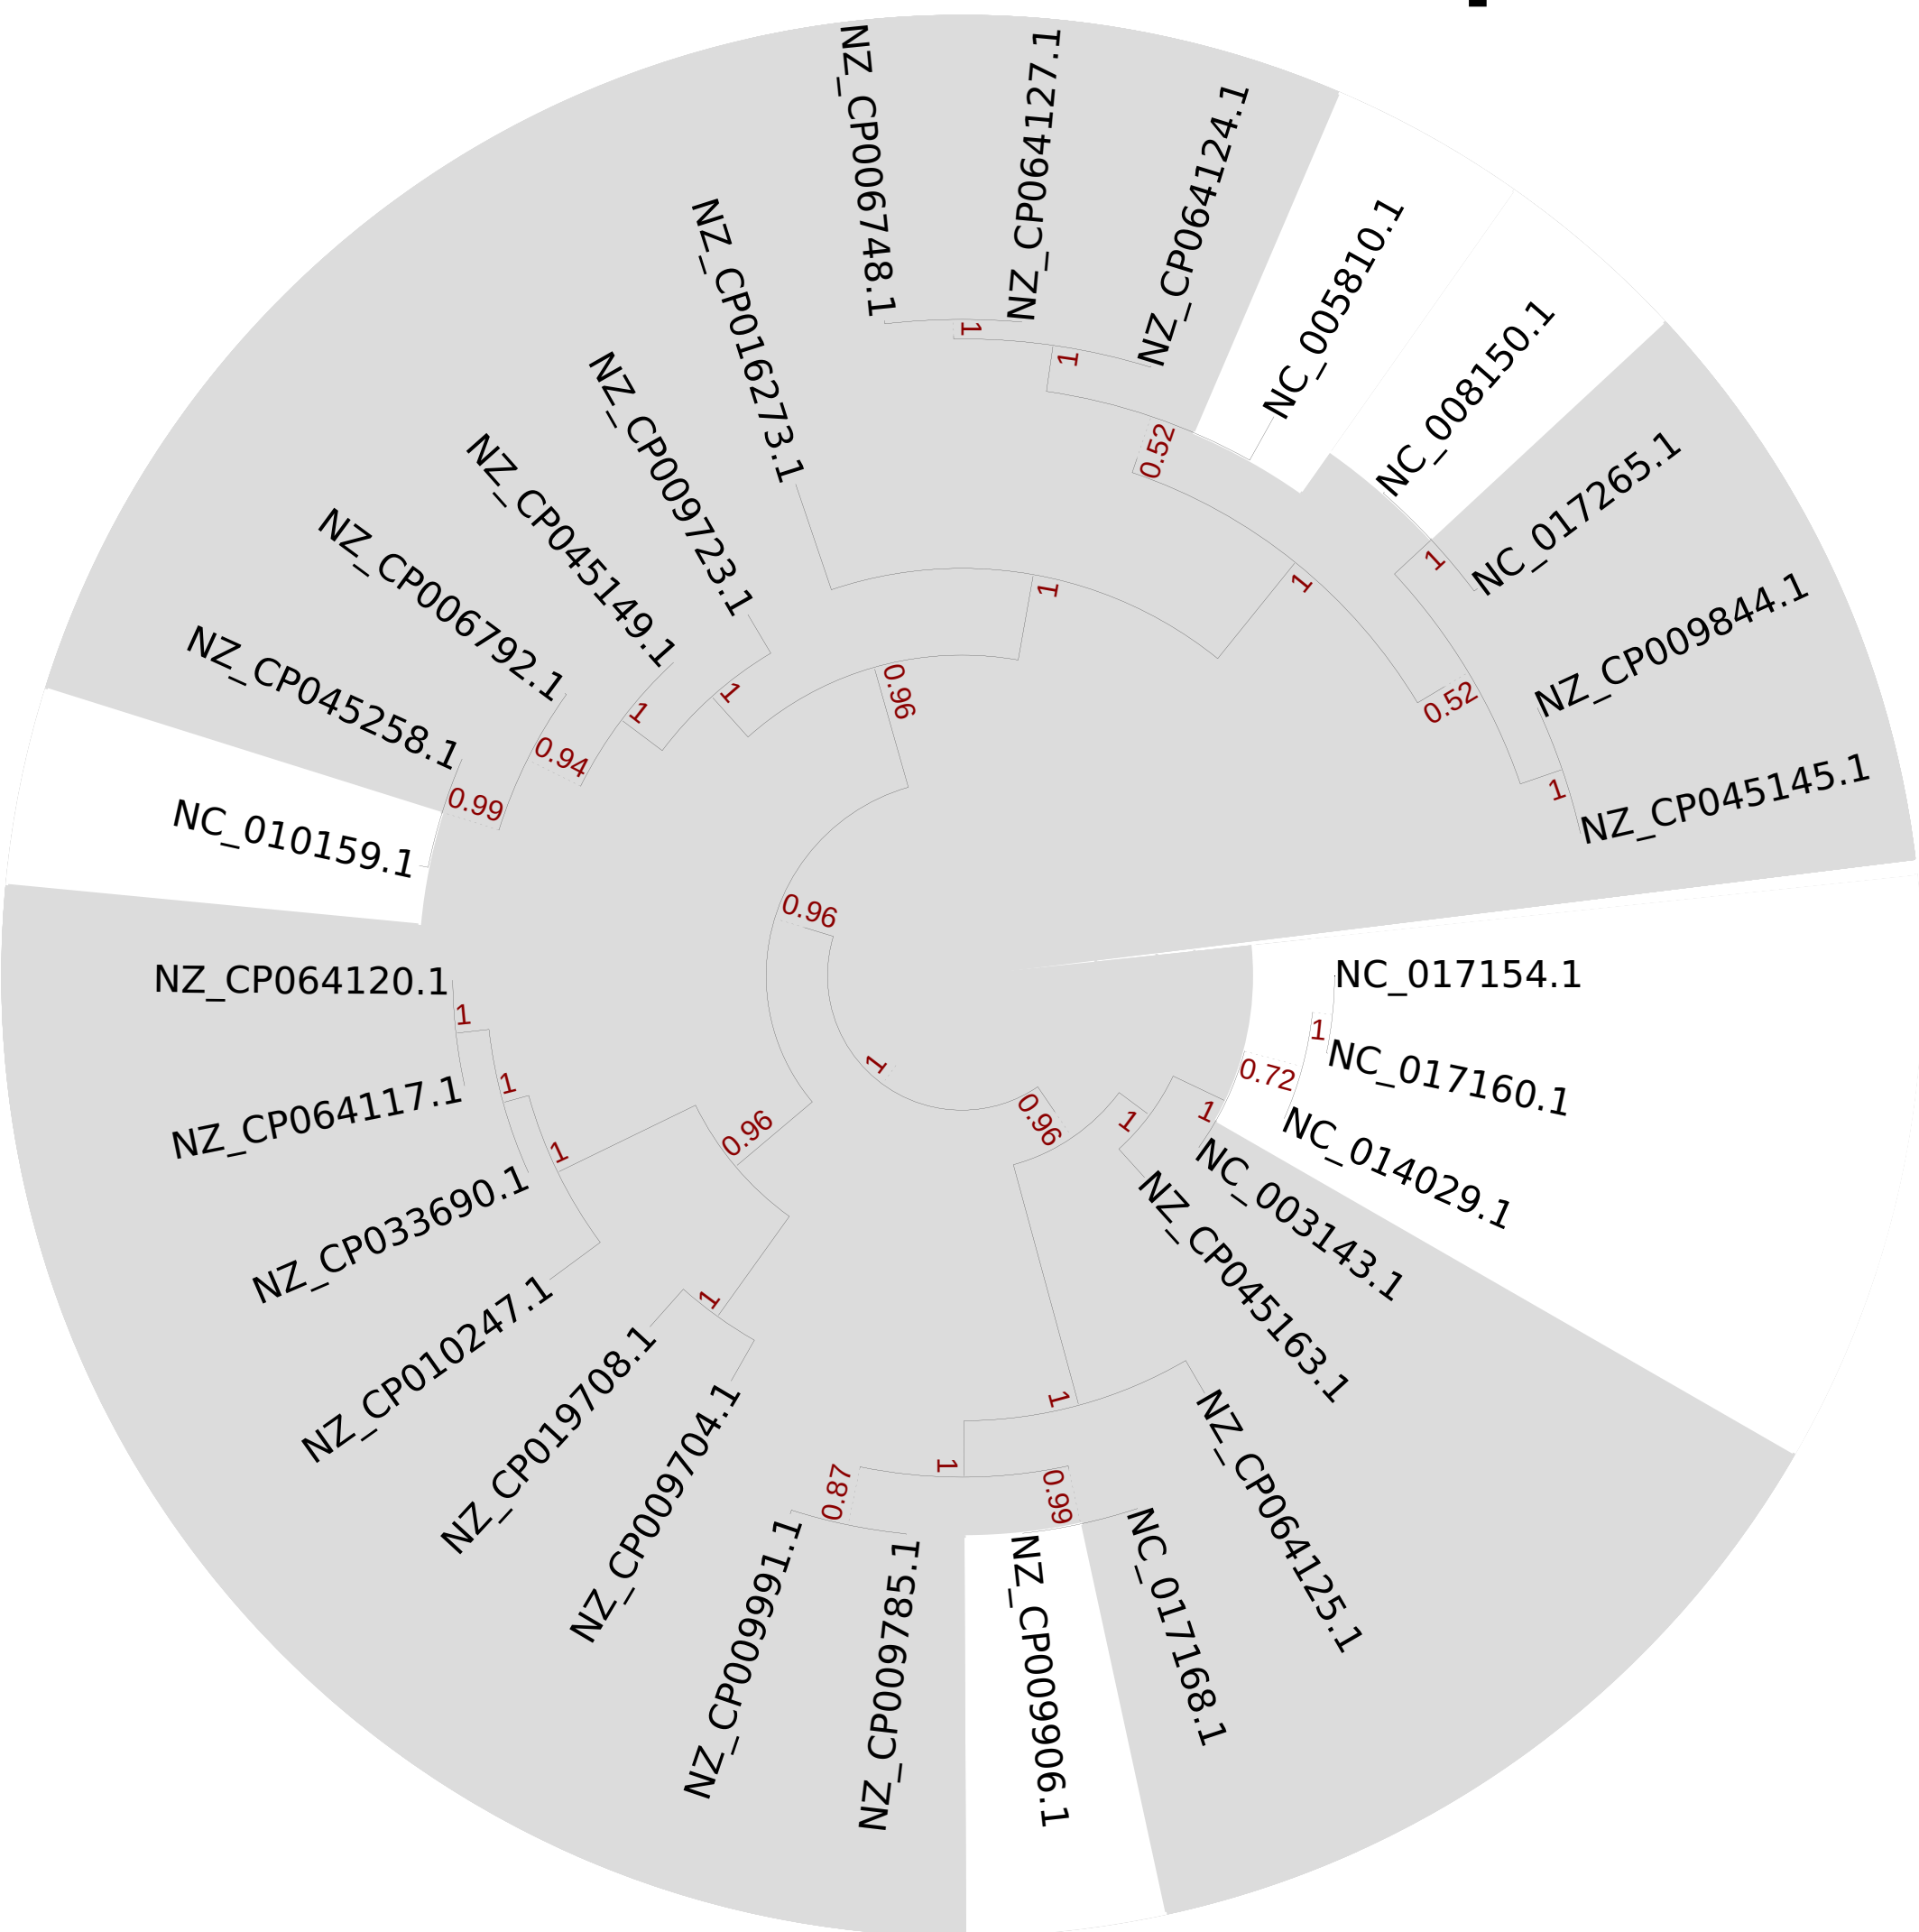 NZ_CP006748.1
NZ_CP064127.1
NZ_CP064124.1
NC_005810.1
NC_008150.1
NC_017265.1
NZ_CP009844.1
NZ_CP045145.1
NC_017154.1
NC_017160.1
NC_014029.1
NC_003143.1
NZ_CP045163.1
NZ_CP064125.1
NC_017168.1
NZ_CP009906.1
NZ_CP009785.1
NZ_CP009991.1
NZ_CP009704.1
NZ_CP019708.1
NZ_CP010247.1
NZ_CP033690.1
NZ_CP064117.1
NZ_CP064120.1
NC_010159.1
NZ_CP045258.1
NZ_CP006792.1
NZ_CP045149.1
NZ_CP009723.1
NZ_CP016273.1
1
1
0.52
1
1
0.52
1
1
0.96
1
1
0.94
0.99
0.96
1
0.96
1
1
1
1
0.96
1
1
0.72
1
1
1
0.87
0.99